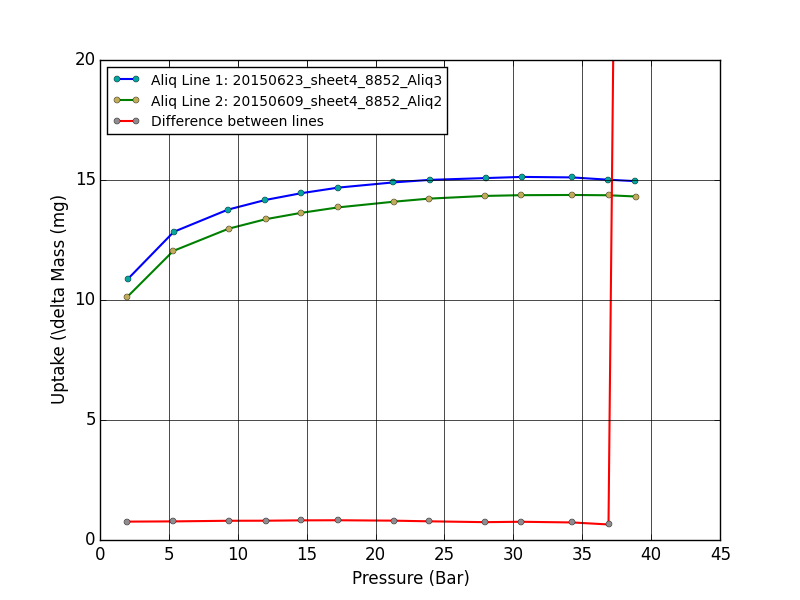 20
15
10
5
0
Uptake (\delta Mass (mg)
Aliq Line 1: 20150623_sheet4_8852_Aliq3
Aliq Line 2: 20150609_sheet4_8852_Aliq2
Difference between lines
0 5 10 15 20 25 30 35 40 45
Pressure (Bar)